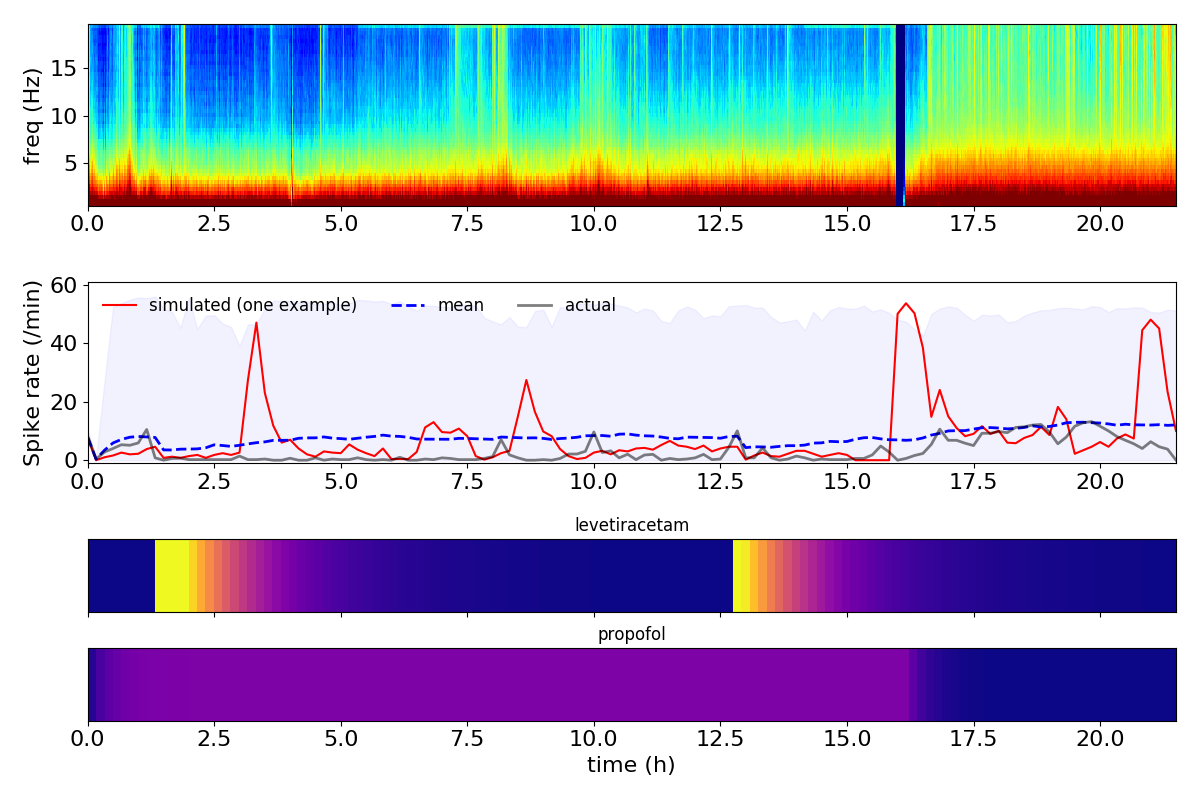 freq (Hz)
15
10
5
0.0 2.5 5.0 7.5 10.0 12.5 15.0 17.5 20.0
Spike rate (/min)
60
40
20
0
simulated (one example) mean actual
0.0 2.5 5.0 7.5 10.0 12.5 15.0 17.5 20.0
levetiracetam
propofol
0.0 2.5 5.0 7.5 10.0 12.5 15.0 17.5 20.0
time (h)